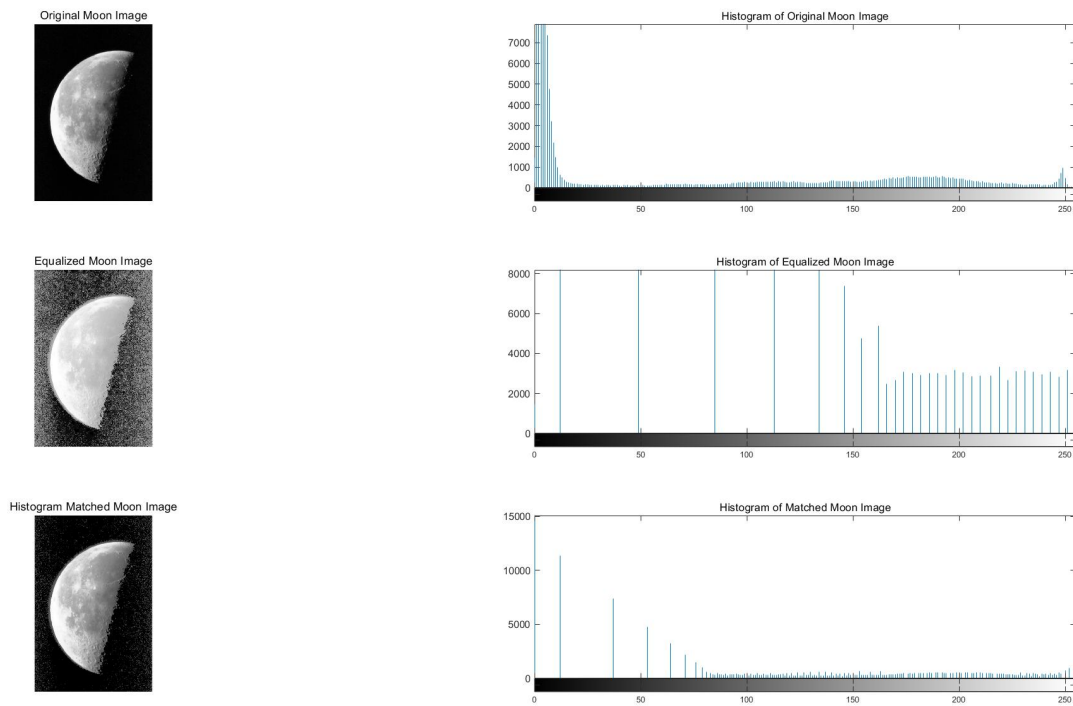 Original Moon Image
Histogram of Original Moon Image
7000
6000
5000
4000
3000
2000
1000
0
0 50 100 150 200 250
Equalized Moon Image
Histogram of Equalized Moon Image
8000
6000
4000
2000
0
0 50 100 150 200 250
Histogram Matched Moon Image
Histogram of Matched Moon Image
15000
10000
5000
0
0 50 100 150 200 250